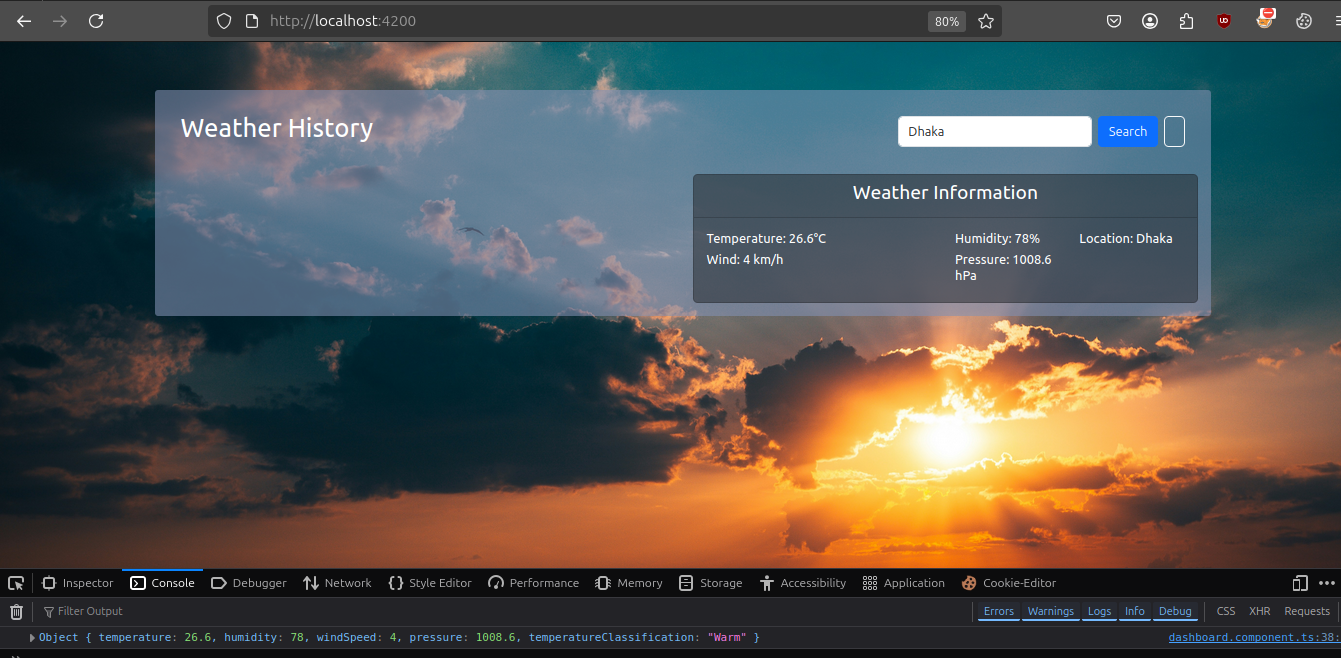 http://localhost:4200
80%
Weather History
Dhaka
Search
Weather Information
Temperature: 26.6°C
Humidity: 78%
Location: Dhaka
Wind: 4 km/h
Pressure: 1008.6
hPa
Inspector
Console
Debugger
Network
Style Editor
Performance
Memory
Storage
Accessibility
Application
Cookie-Editor
Filter Output
Errors
Warnings
Logs
Info
Debug
CSS
XHR
Requests
Object { temperature: 26.6, humidity: 78, windSpeed: 4, pressure: 1008.6, temperatureClassification: "Warm" }
dashboard.component.ts:38: